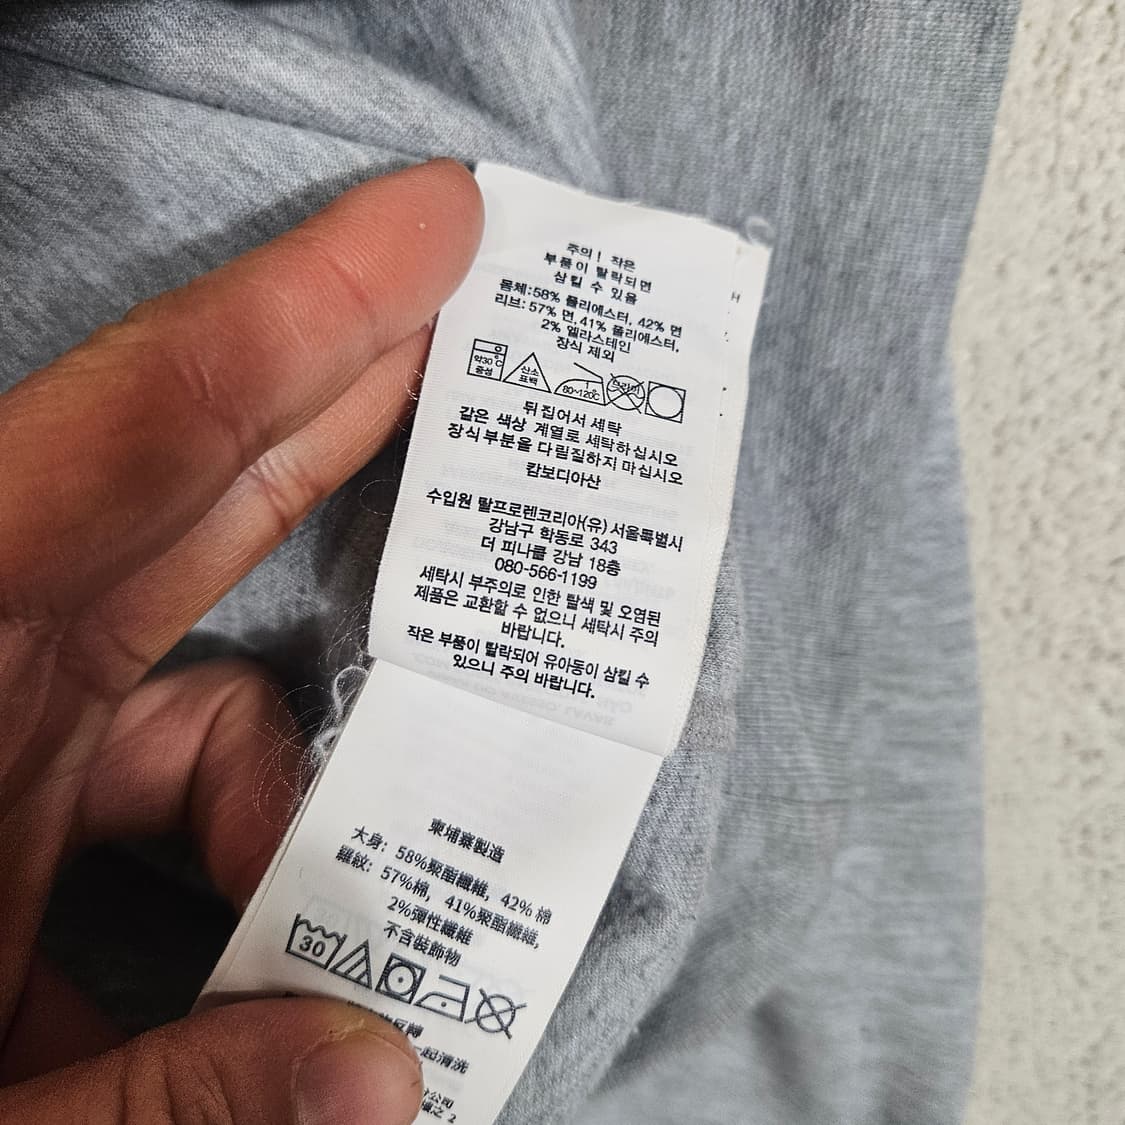 주의! 작은
부품이 탈락되면
삼킬 수 있음
몸체:58% 폴리에스터, 42% 면
리브:57% 면,41% 폴리에스터,
2% 엘라스테인
장식 제외
약30℃
중성
산소
표백
80~120℃
드라이
뒤집어서 세탁
같은 색상 계열로 세탁하십시오
장식부분을 다림질하지 마십시오
캄보디아산
수입원 랄프로렌코리아(유) 서울특별시
강남구 학동로 343
더 피나클 강남 18층
080-566-1199
세탁시 부주의로 인한 탈색 및 오염된
제품은 교환할 수 없으니 세탁시 주의
바랍니다.
작은 부품이 탈락되어 유아동이 삼킬 수
있으니 주의 바랍니다.
柬埔寨製造
大身: 58%聚酯纖維, 42% 棉
羅紋: 57%棉, 41%聚酯纖維,
2%彈性纖維
不含裝飾物
30
反轉
一起清洗
分公司
2